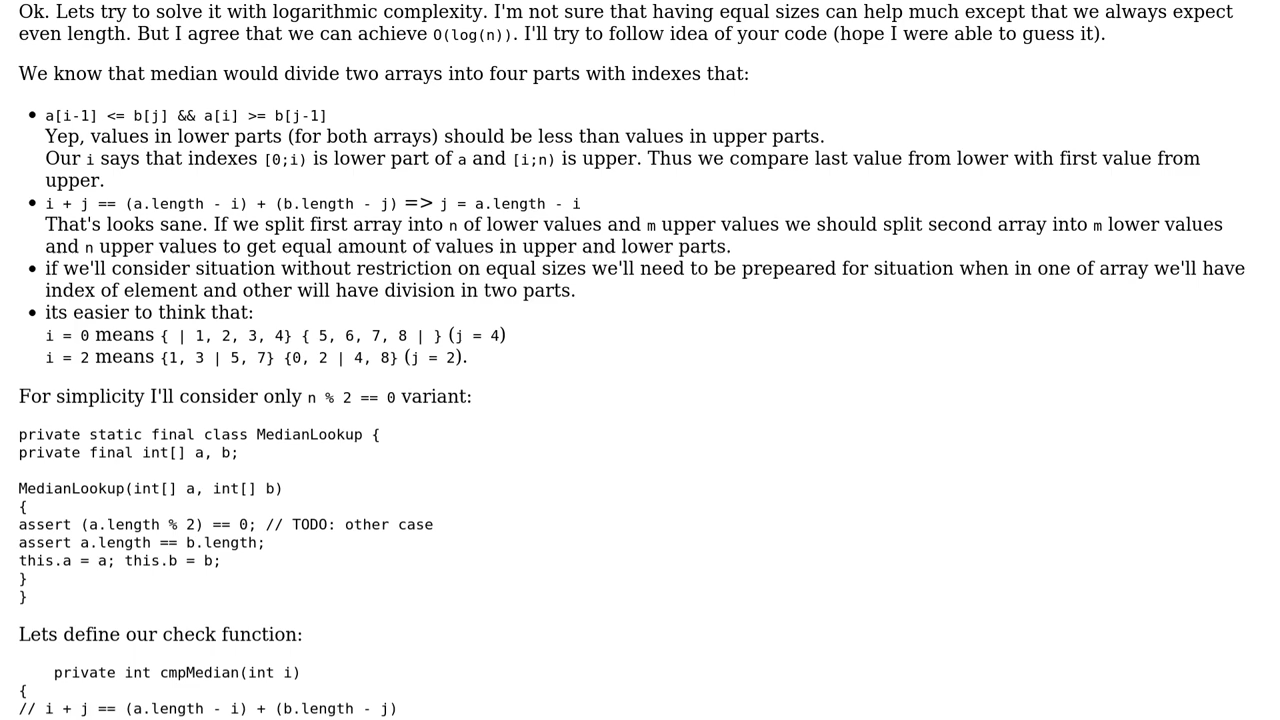 Ok. Lets try to solve it with logarithmic complexity. I'm not sure that having equal sizes can help much except that we always expect
even length. But I agree that we can achieve O(log(n)). I'll try to follow idea of your code (hope I were able to guess it).
We know that median would divide two arrays into four parts with indexes that:
• a[i-1] <= b[j] && a[i] >= b[j-1]
Yep, values in lower parts (for both arrays) should be less than values in upper parts.
Our i says that indexes [0;i) is lower part of a and [i;n) is upper. Thus we compare last value from lower with first value from
upper.
• i + j == (a.length - i) + (b.length - j) => j = a.length - i
That's looks sane. If we split first array into n of lower values and m upper values we should split second array into m lower values
and n upper values to get equal amount of values in upper and lower parts.
• if we'll consider situation without restriction on equal sizes we'll need to be prepeared for situation when in one of array we'll have
index of element and other will have division in two parts.
• its easier to think that:
i = 0 means { | 1, 2, 3, 4} { 5, 6, 7, 8 | } (j = 4)
i = 2 means {1, 3 | 5, 7} {0, 2 | 4, 8} (j = 2).
For simplicity I'll consider only n % 2 == 0 variant:
private static final class MedianLookup {
private final int[] a, b;
MedianLookup(int[] a, int[] b)
{
assert (a.length % 2) == 0; // TODO: other case
assert a.length == b.length;
this.a = a; this.b = b;
}
}
Lets define our check function:
private int cmpMedian(int i)
{
// i + j == (a.length - i) + (b.length - j)